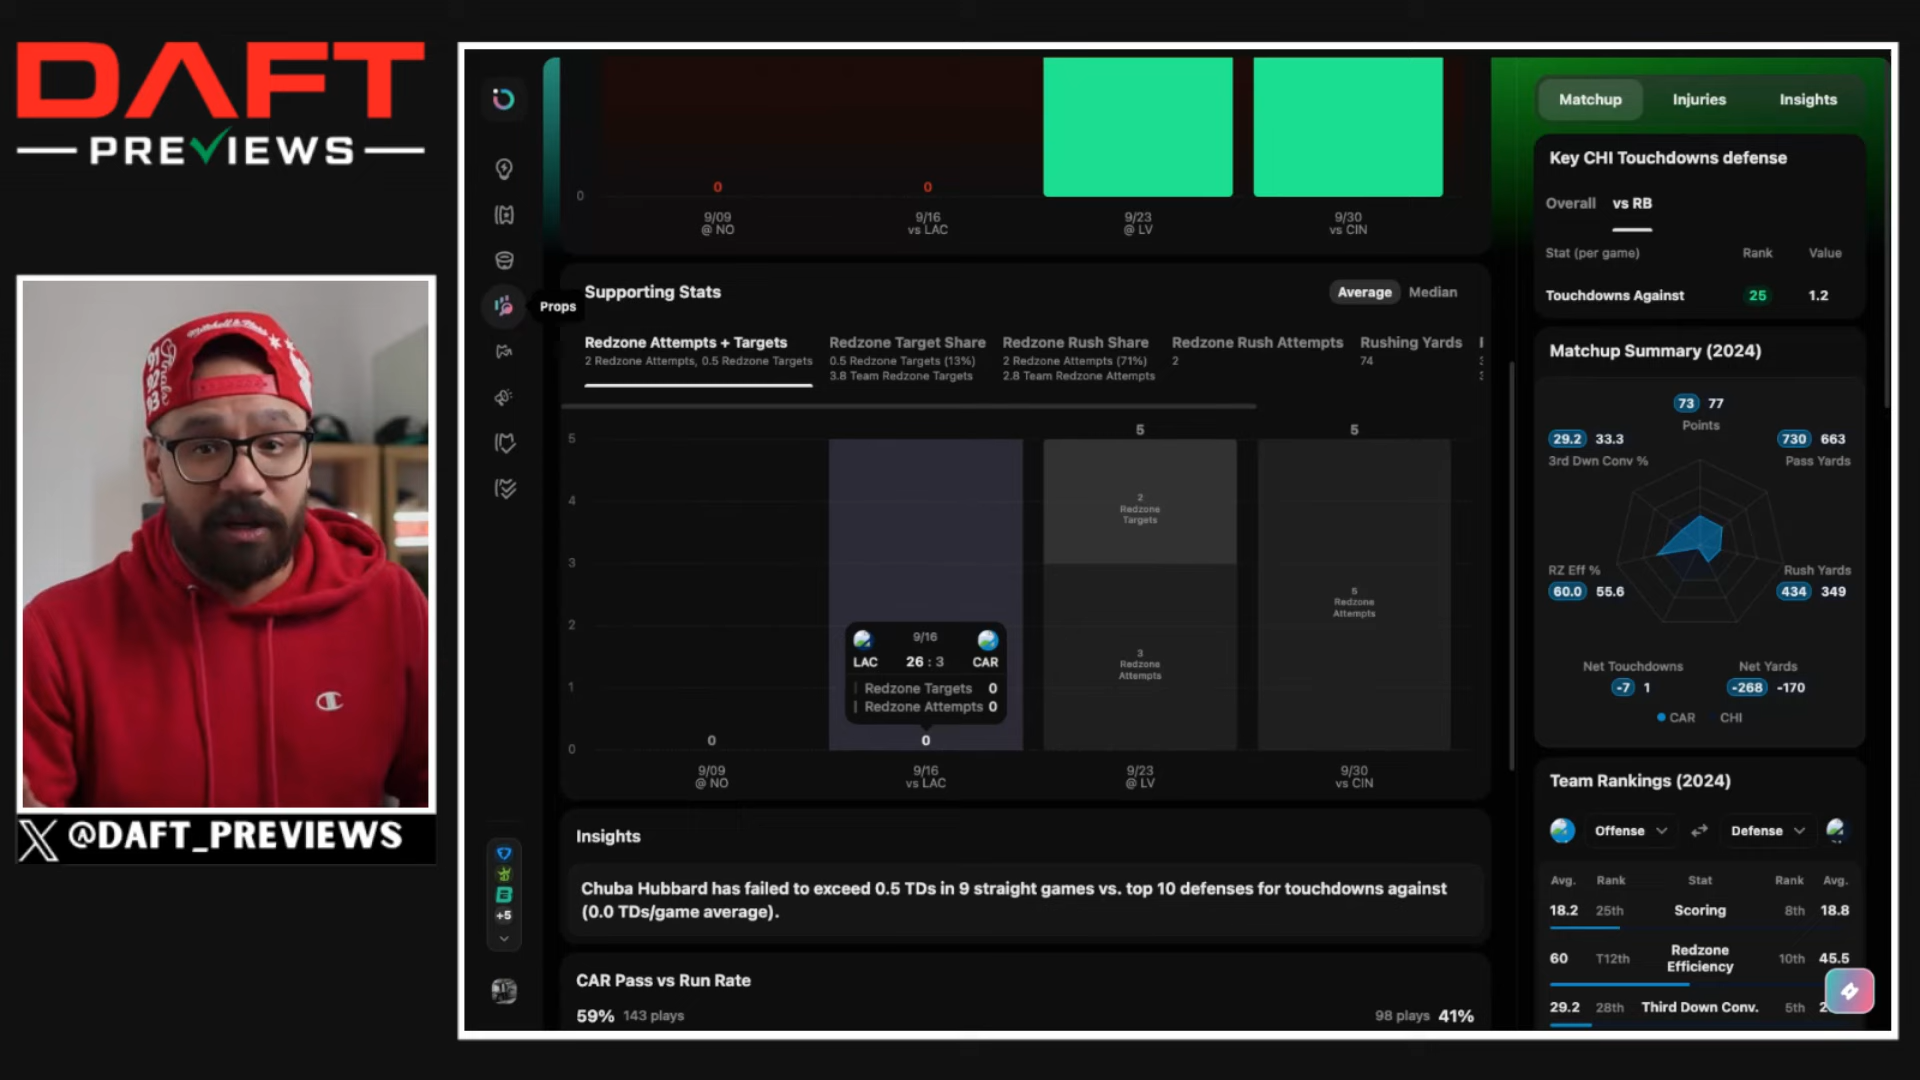 DAFT
PREVIEWS
@DAFT_PREVIEWS
Props
+5
0
0
0
9/09
@ NO
9/16
vs LAC
9/23
@ LV
9/30
vs CIN
Supporting Stats
Average
Median
Redzone Attempts + Targets
2 Redzone Attempts, 0.5 Redzone Targets
Redzone Target Share
0.5 Redzone Targets (13%)
3.8 Team Redzone Targets
Redzone Rush Share
2 Redzone Attempts (71%)
2.8 Team Redzone Attempts
Redzone Rush Attempts
2
Rushing Yards
74
5
4
3
2
1
0
0
9/16
LAC 26 : 3 CAR
Redzone Targets 0
Redzone Attempts 0
0
5
2
Redzone
Targets
3
Redzone
Attempts
5
5
Redzone
Attempts
9/09
@ NO
9/16
vs LAC
9/23
@ LV
9/30
vs CIN
Insights
Chuba Hubbard has failed to exceed 0.5 TDs in 9 straight games vs. top 10 defenses for touchdowns against
(0.0 TDs/game average).
CAR Pass vs Run Rate
59% 143 plays
98 plays 41%
Matchup Injuries Insights
Key CHI Touchdowns defense
Overall vs RB
Stat (per game) Rank Value
Touchdowns Against 25 1.2
Matchup Summary (2024)
73 77
Points
29.2 33.3
3rd Dwn Conv %
730 663
Pass Yards
RZ Eff %
60.0 55.6
Rush Yards
434 349
Net Touchdowns
-7 1
Net Yards
-268 -170
CAR CHI
Team Rankings (2024)
Offense Defense
Avg. Rank Stat Rank Avg.
18.2 25th Scoring 8th 18.8
60 T12th Redzone Efficiency 10th 45.5
29.2 28th Third Down Conv. 5th